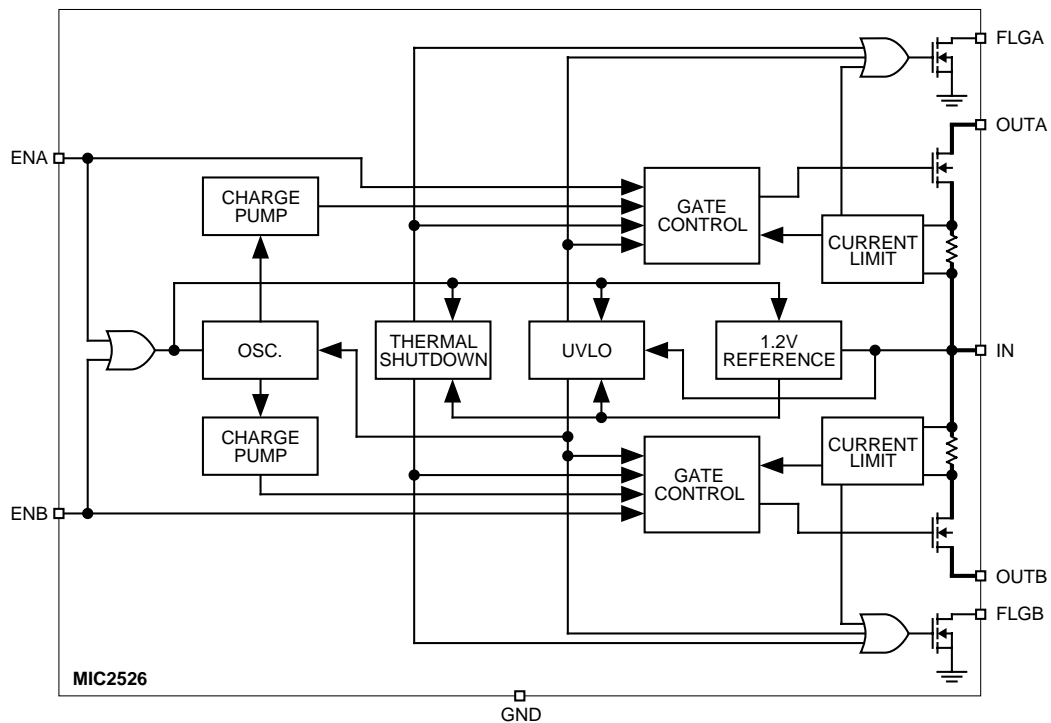 FLGA
OUTA
ENA
CHARGE
PUMP
GATE
CONTROL
CURRENT
LIMIT
OSC.
THERMAL
SHUTDOWN
UVLO
1.2V
REFERENCE
IN
CHARGE
PUMP
GATE
CONTROL
CURRENT
LIMIT
ENB
OUTB
FLGB
MIC2526
GND